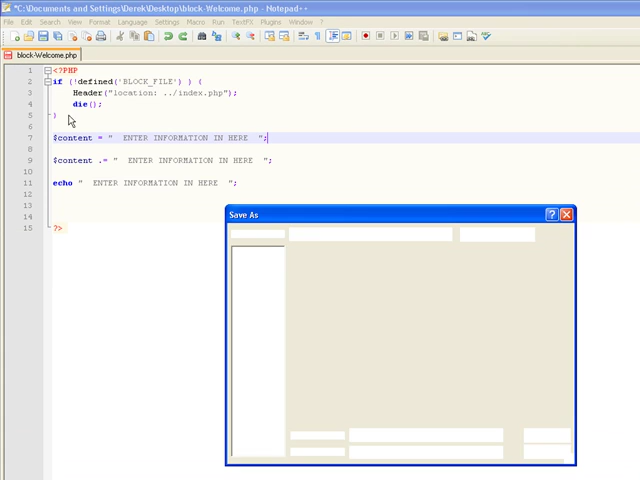 *C:\Documents and Settings\Derek\Desktop\block-Welcome.php - Notepad++
File Edit Search View Format Language Settings Macro Run TextFX Plugins Window ?
block-Welcome.php
1 <?PHP
2 if (!defined('BLOCK_FILE') ) {
3 Header("location: ../index.php");
4 die();
5 }
6
7 $content = "  ENTER INFORMATION IN HERE  ";
8
9 $content .= "  ENTER INFORMATION IN HERE  ";
10
11 echo "  ENTER INFORMATION IN HERE  ";
12
13
14
15 ?>
Save As